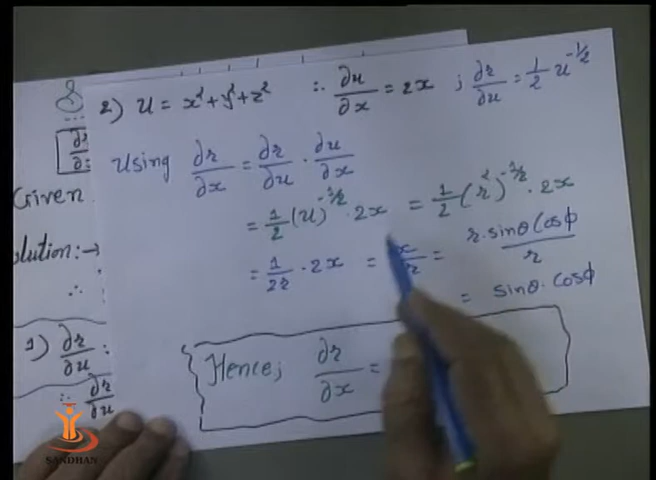 2) u = x² + y² + z² ∴ ∂u/∂x = 2x ; ∂r/∂u = 1/2 u^(-1/2)
Using ∂r/∂x = ∂r/∂u · ∂u/∂x
= 1/2 (u)^(-1/2) · 2x = 1/2 (r²)^(-1/2) · 2x
= 1/2r · 2x = x/r = r·sinθ Cosφ/r
= sinθ·Cosφ
Hence; ∂r/∂x =
Given
olution:→
∴
1) ∂r/∂u :
∴ ∂r/∂u
SANDHAN